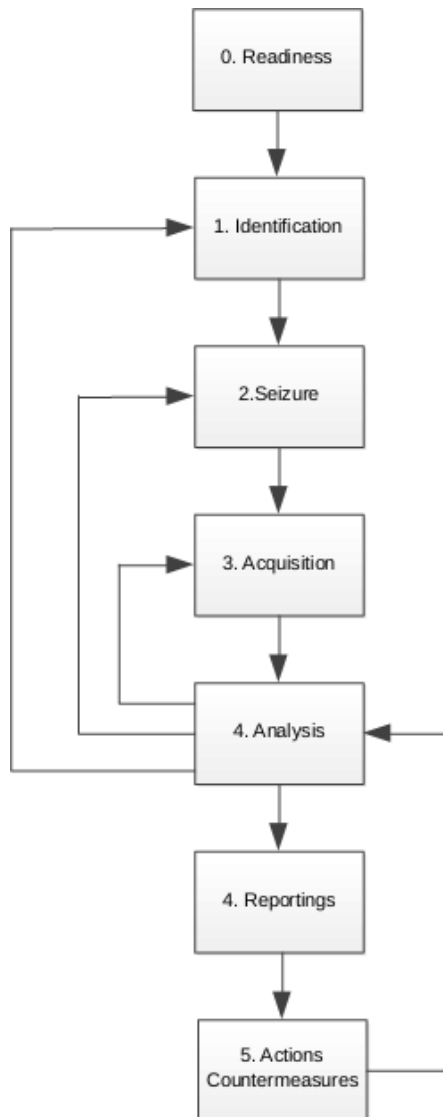 0. Readiness
1. Identification
2.Seizure
3. Acquisition
4. Analysis
4. Reportings
5. Actions
Countermeasures